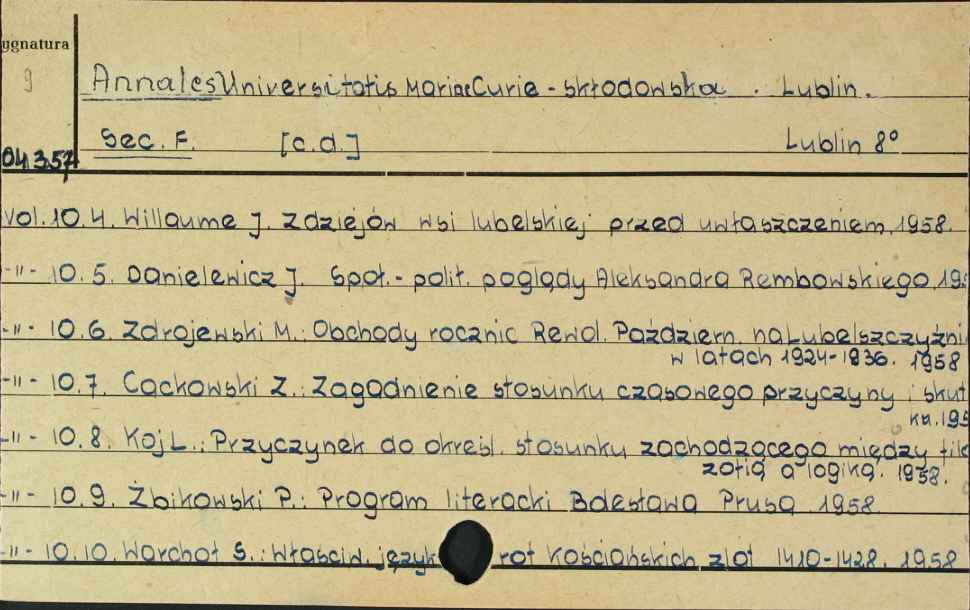 ygnatura
9
Annales Universitatis Mariae Curie - Skłodowska . Lublin.
Sec. F. [c.d.] Lublin 8°
04357
vol. 10.4. Willaume J. Z dziejów wsi lubelskiej przed uwłaszczeniem. 1958.
-"- 10.5. Danielewicz J. Społ.-polit. poglądy Aleksandra Rembowskiego. 195
-"- 10.6. Zdrojewski M.: Obchody rocznic Rewol. Październ. na Lubelszczyźni
w latach 1924-1936. 1958
-"- 10.7. Cackowski Z.: Zagadnienie stosunku czasowego przyczyny i skut
ku. 195
-"- 10.8. Koj L.: Przyczynek do określ. stosunku zachodzącego między filo
zofią a logiką. 1958.
-"- 10.9. Żbikowski P.: Program literacki Bolesława Prusa 1958
-"- 10.10. Warchoł S.: Właściw. język rot Kościańskich z lat 1410-1428. 1958